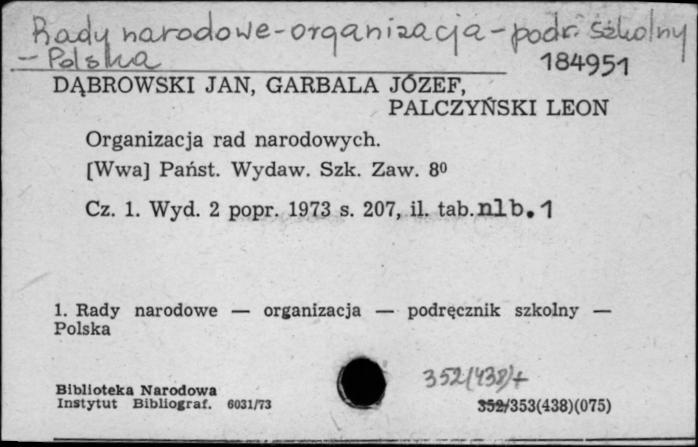 Rady narodowe - organizacja - podr. szkolny
- Polska
184951
DĄBROWSKI JAN, GARBALA JÓZEF,
PALCZYŃSKI LEON
Organizacja rad narodowych.
[Wwa] Państ. Wydaw. Szk. Zaw. 8⁰
Cz. 1. Wyd. 2 popr. 1973 s. 207, il. tab. nlb. 1
1. Rady narodowe — organizacja — podręcznik szkolny —
Polska
352(438)+
Biblioteka Narodowa
Instytut Bibliograf. 6031/73
352/353(438)(075)